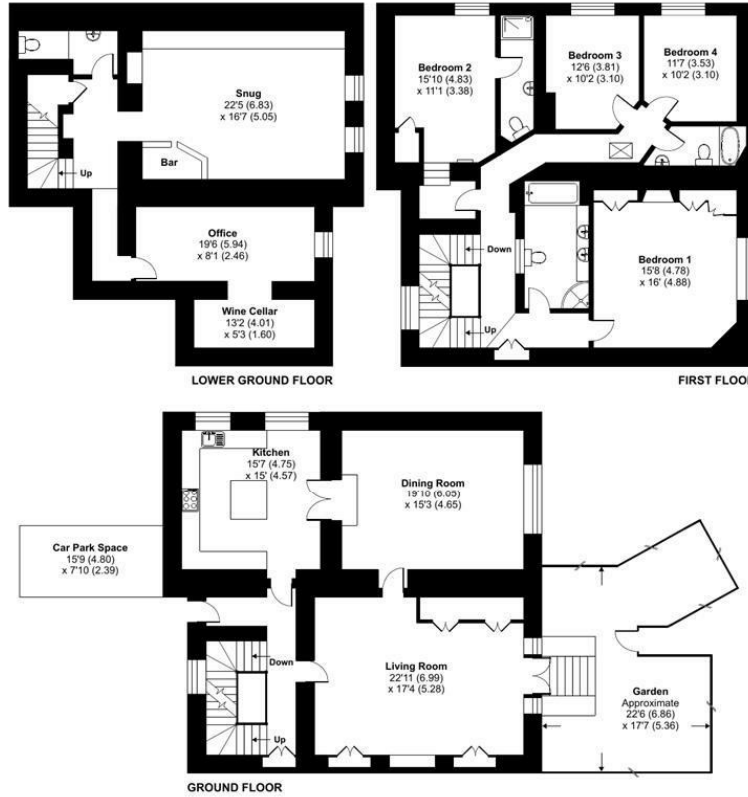 Snug
22'5 (6.83)
x 16'7 (5.05)
Bar
Up
Office
19'6 (5.94)
x 8'1 (2.46)
Wine Cellar
13'2 (4.01)
x 5'3 (1.60)
LOWER GROUND FLOOR
Bedroom 2
15'10 (4.83)
x 11'1 (3.38)
Bedroom 3
12'6 (3.81)
x 10'2 (3.10)
Bedroom 4
11'7 (3.53)
x 10'2 (3.10)
Down
Up
Bedroom 1
15'8 (4.78)
x 16' (4.88)
FIRST FLOO
Kitchen
15'7 (4.75)
x 15' (4.57)
Dining Room
19'10 (6.05)
x 15'3 (4.65)
Car Park Space
15'9 (4.80)
x 7'10 (2.39)
Down
Up
Living Room
22'11 (6.99)
x 17'4 (5.28)
Garden
Approximate
22'6 (6.86)
x 17'7 (5.36)
GROUND FLOOR